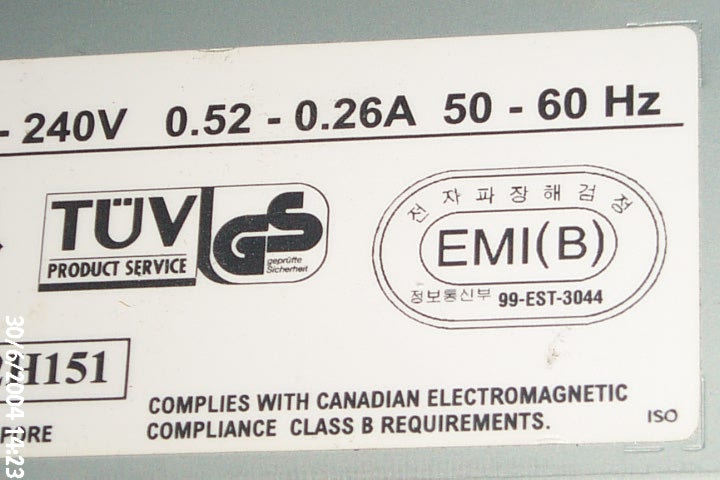 - 240V 0.52 - 0.26A 50 - 60 Hz
TÜV
PRODUCT SERVICE
GS
geprüfte
Sicherheit
전자파장해검정
EMI(B)
정보통신부 99-EST-3044
H151
COMPLIES WITH CANADIAN ELECTROMAGNETIC
COMPLIANCE CLASS B REQUIREMENTS.
ISO
PORE
30/6/2004 14:23